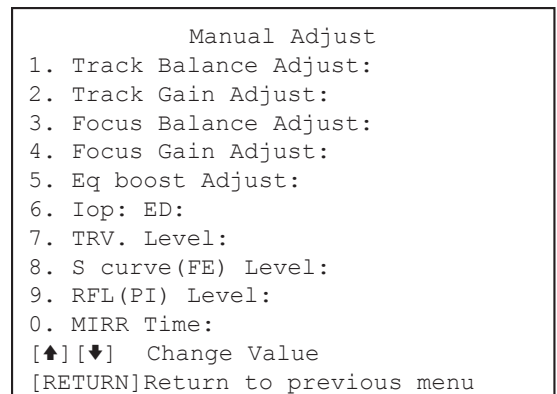 Manual Adjust
1. Track Balance Adjust:
2. Track Gain Adjust:
3. Focus Balance Adjust:
4. Focus Gain Adjust:
5. Eq boost Adjust:
6. Iop: ED:
7. TRV. Level:
8. S curve(FE) Level:
9. RFL(PI) Level:
0. MIRR Time:
[🠹][🠻] Change Value
[RETURN]Return to previous menu